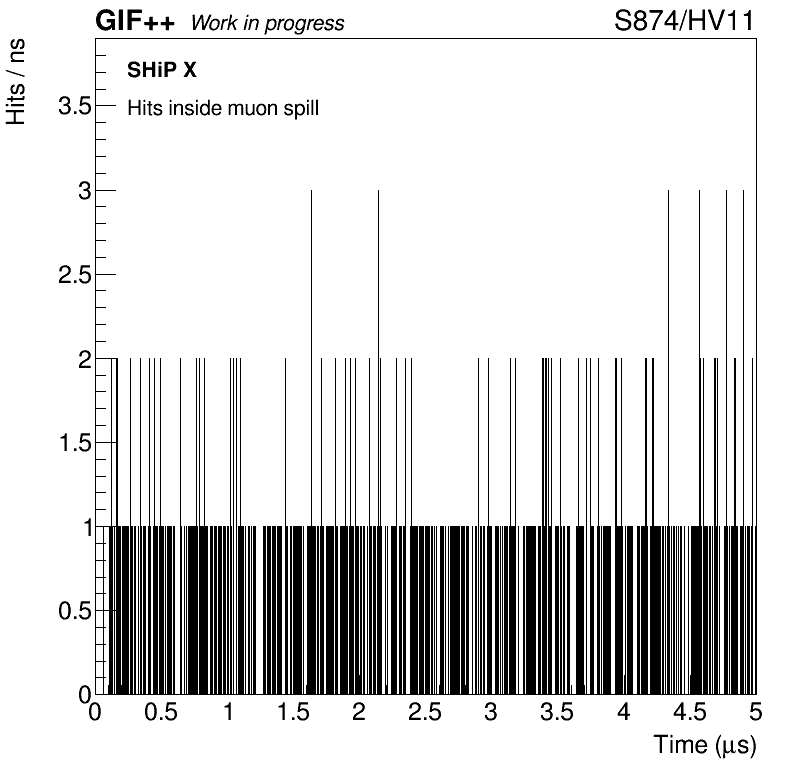 GIF++ Work in progress S874/HV11
Hits / ns
SHiP X
Hits inside muon spill
3.5
3
2.5
2
1.5
1
0.5
0
0 0.5 1 1.5 2 2.5 3 3.5 4 4.5 5
Time (μs)